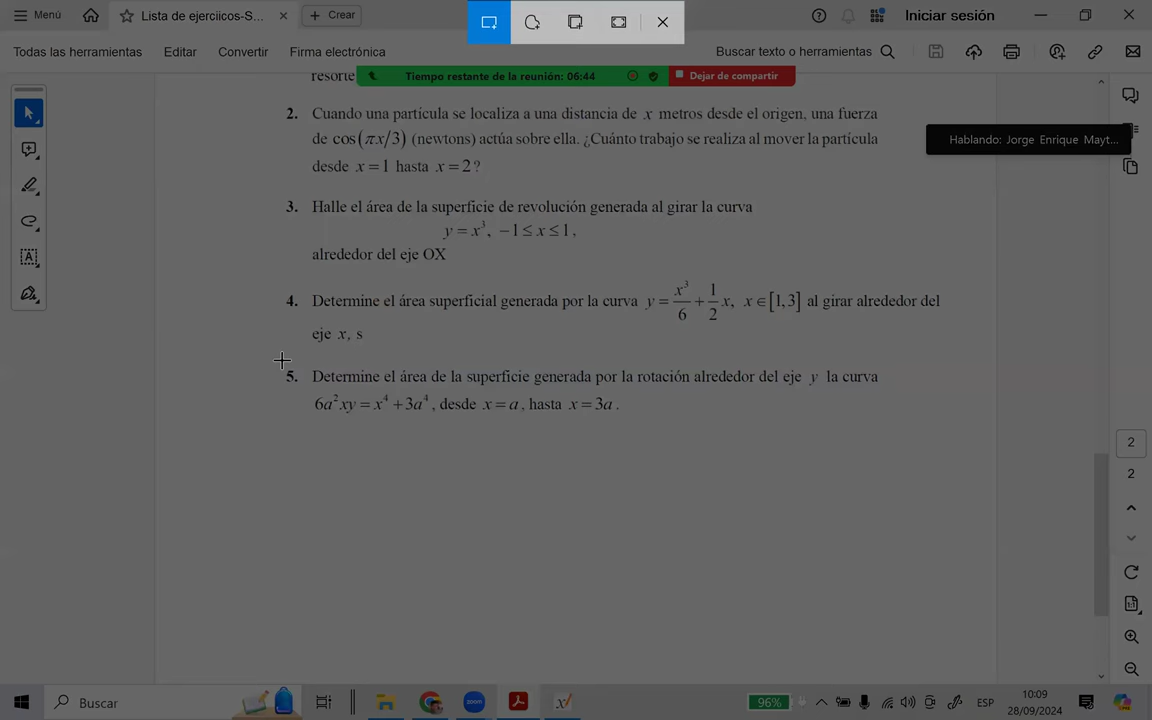 Menú
Lista de ejerciicos-S...
Crear
Iniciar sesión
Todas las herramientas
Editar
Convertir
Firma electrónica
Buscar texto o herramientas
resorte
Tiempo restante de la reunión: 06:44
Dejar de compartir
2. Cuando una partícula se localiza a una distancia de x metros desde el origen, una fuerza
de cos(πx/3) (newtons) actúa sobre ella. ¿Cuánto trabajo se realiza al mover la partícula
desde x=1 hasta x=2?
Hablando: Jorge Enrique Mayt...
3. Halle el área de la superficie de revolución generada al girar la curva
y = x³, −1 ≤ x ≤ 1,
alrededor del eje OX
4. Determine el área superficial generada por la curva y = x³/6 + 1/2 x, x ∈ [1,3] al girar alrededor del
eje x, s
5. Determine el área de la superficie generada por la rotación alrededor del eje y la curva
6a²xy = x⁴ + 3a⁴, desde x = a, hasta x = 3a.
2
2
Buscar
zoom
96%
ESP
10:09
28/09/2024